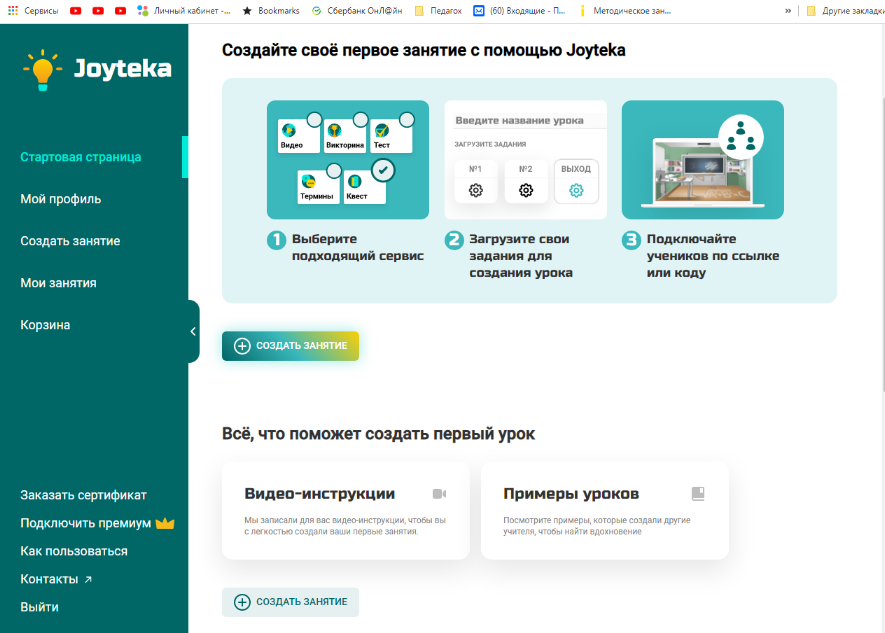 Сервисы
Личный кабинет -...
Bookmarks
Сбербанк ОнЛ@йн
Педагог
(60) Входящие - П...
Методическое зан...
»
Другие закладки
Joyteka
Стартовая страница
Мой профиль
Создать занятие
Мои занятия
Корзина
Заказать сертификат
Подключить премиум
Как пользоваться
Контакты ↗
Выйти
Создайте своё первое занятие с помощью Joyteka
Видео
Викторина
Тест
Термины
Квест
1 Выберите
подходящий сервис
Введите название урока
ЗАГРУЗИТЕ ЗАДАНИЯ
№1
№2
ВЫХОД
2 Загрузите свои
задания для
создания урока
3 Подключайте
учеников по ссылке
или коду
СОЗДАТЬ ЗАНЯТИЕ
Всё, что поможет создать первый урок
Видео-инструкции
Мы записали для вас видео-инструкции, чтобы вы
с легкостью создали ваши первые занятия.
Примеры уроков
Посмотрите примеры, которые создали другие
учителя, чтобы найти вдохновение
СОЗДАТЬ ЗАНЯТИЕ